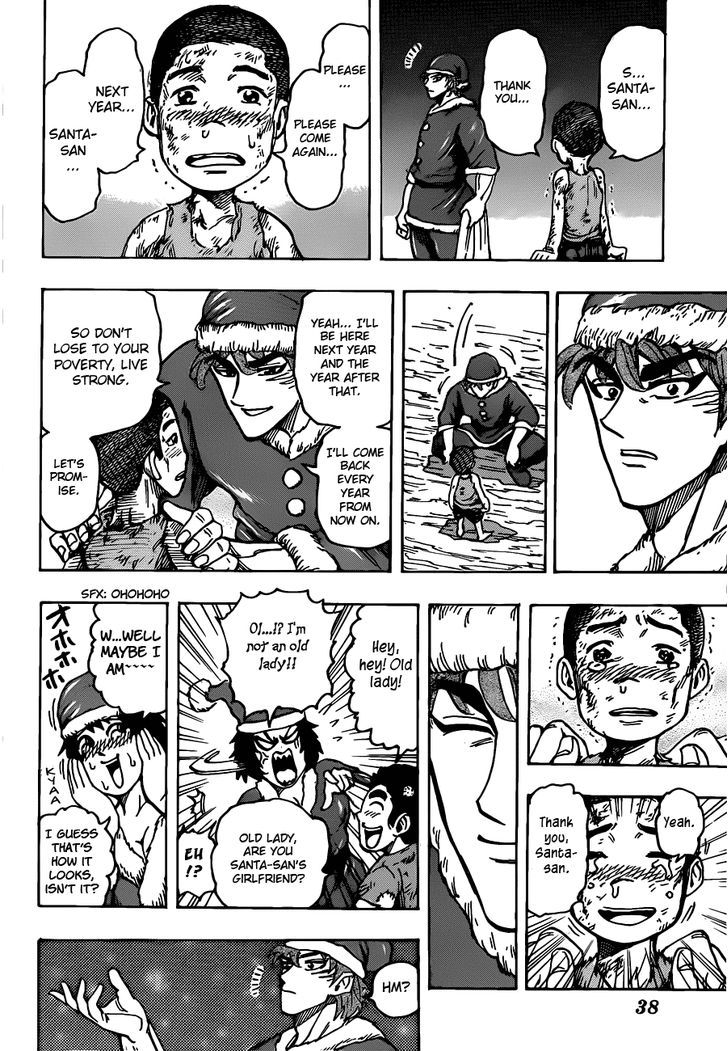 S...
SANTA-
SAN...
THANK
YOU...
PLEASE
...
PLEASE
COME
AGAIN...
NEXT
YEAR...
SANTA-
SAN
...
YEAH... I'LL
BE HERE
NEXT YEAR
AND THE
YEAR AFTER
THAT.
I'LL COME
BACK
EVERY
YEAR FROM
NOW ON.
SO DON'T
LOSE TO YOUR
POVERTY, LIVE
STRONG.
LET'S
PROM-
ISE.
Yeah.
Thank
you,
Santa-
san.
Hey,
hey! Old
lady!
OI...!? I'm
not an old
lady!!
OLD LADY,
ARE YOU
SANTA-SAN'S
GIRLFRIEND?
EH
!?
SFX: OHOHOHO
オホホホ
W...WELL
MAYBE I
AM~~~~
KYAA
I GUESS
THAT'S
HOW IT
LOOKS,
ISN'T IT?
HM?
38